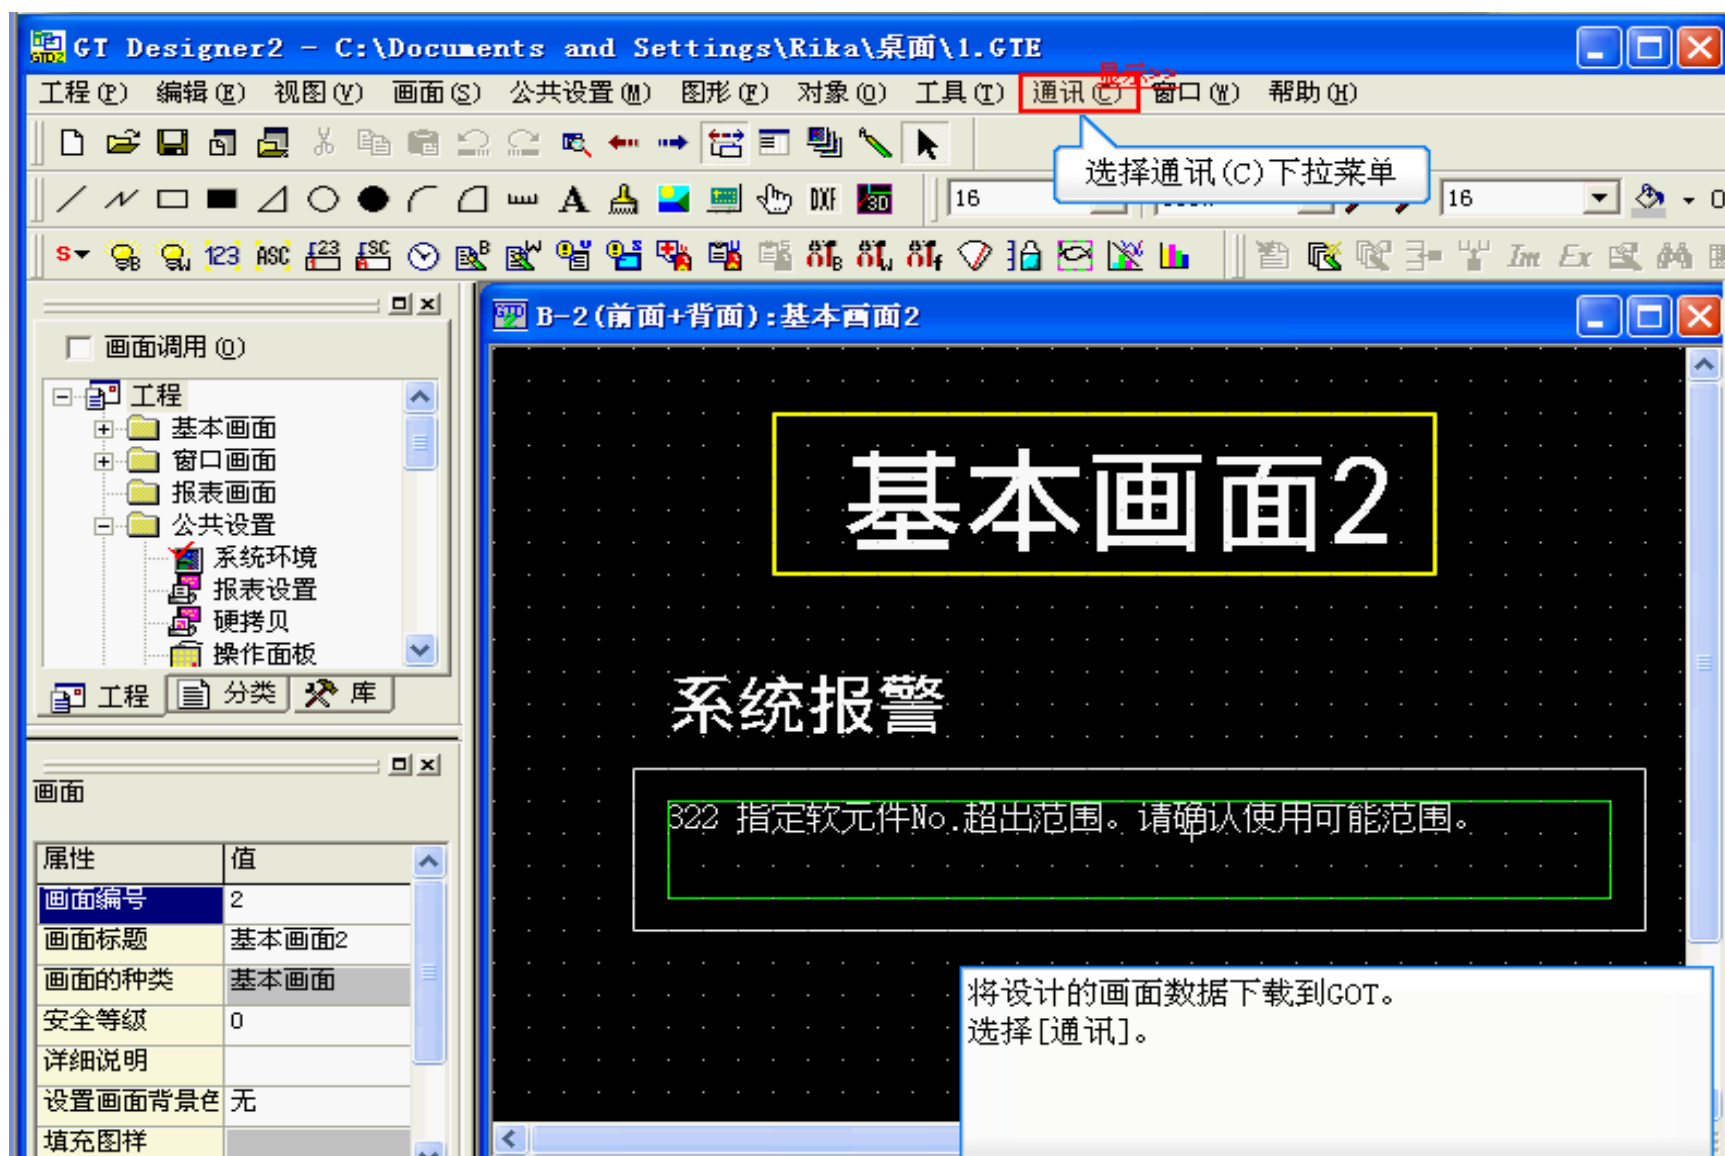 GT Designer2 - C:\Documents and Settings\Rika\桌面\1.GTE
工程(P) 编辑(E) 视图(V) 画面(S) 公共设置(M) 图形(F) 对象(O) 工具(T) 通讯(C) 窗口(W) 帮助(H)
显示>>
选择通讯(C)下拉菜单
A DXF 3D 16 16
S 123 ASC Im Ex
画面调用(O)
工程
基本画面
窗口画面
报表画面
公共设置
系统环境
报表设置
硬拷贝
操作面板
工程 分类 库
画面
属性 值
画面编号 2
画面标题 基本画面2
画面的种类 基本画面
安全等级 0
详细说明
设置画面背景色 无
填充图样
B-2(前面+背面):基本画面2
基本画面2
系统报警
322 指定软元件No.超出范围。请确认使用可能范围。
将设计的画面数据下载到GOT。
选择[通讯]。